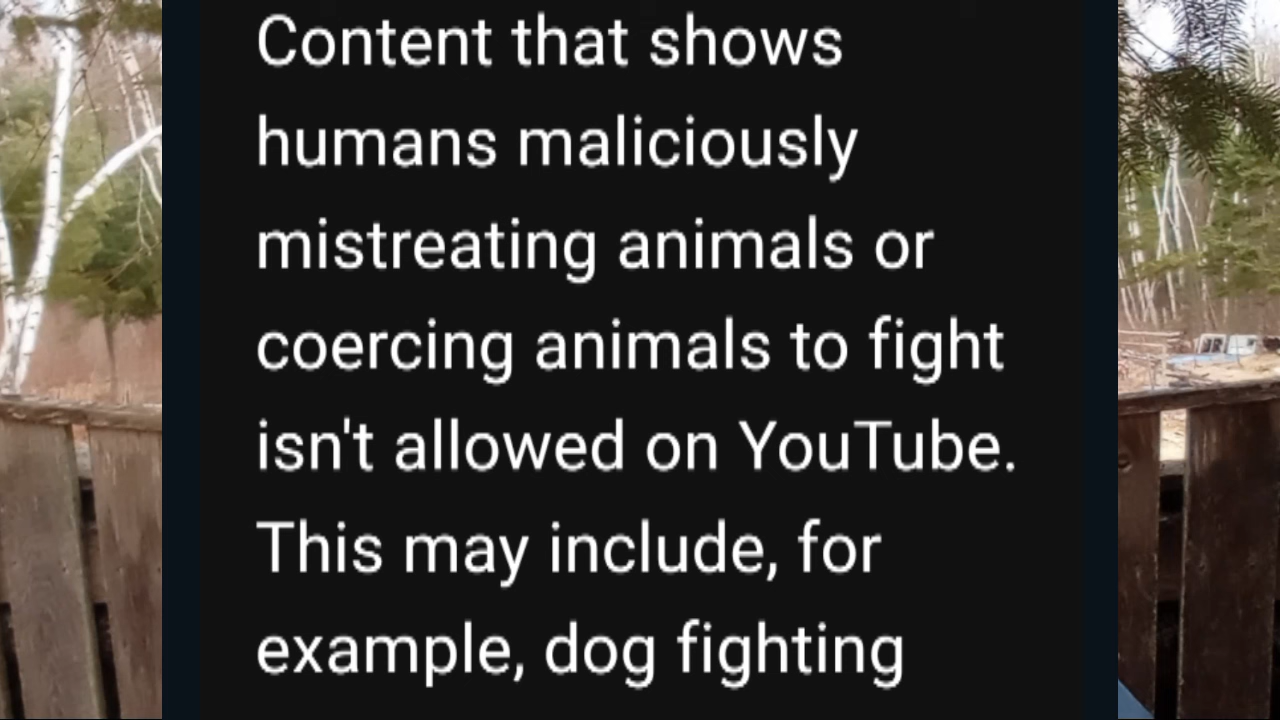 Content that shows
humans maliciously
mistreating animals or
coercing animals to fight
isn't allowed on YouTube.
This may include, for
example, dog fighting